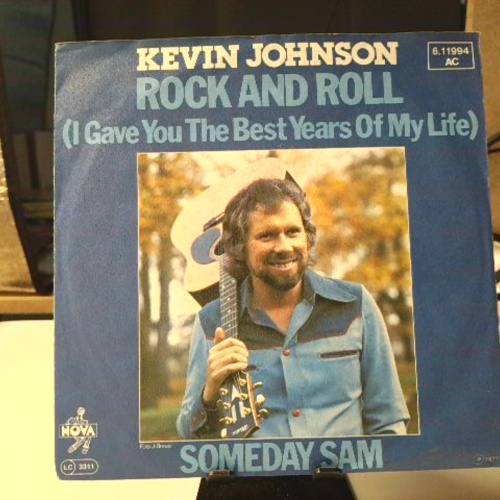 KEVIN JOHNSON
6.11994
AC
ROCK AND ROLL
(I Gave You The Best Years Of My Life)
NOVA
LC 3311
SOMEDAY SAM